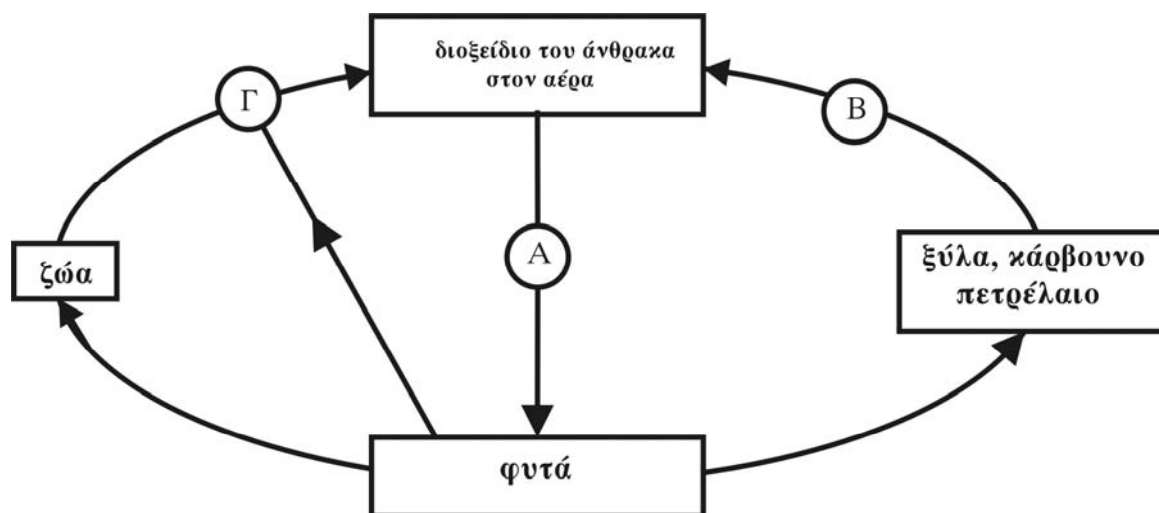 διοξείδιο του άνθρακα
στον αέρα
Γ
Β
Α
ζώα
ξύλα, κάρβουνο
πετρέλαιο
φυτά